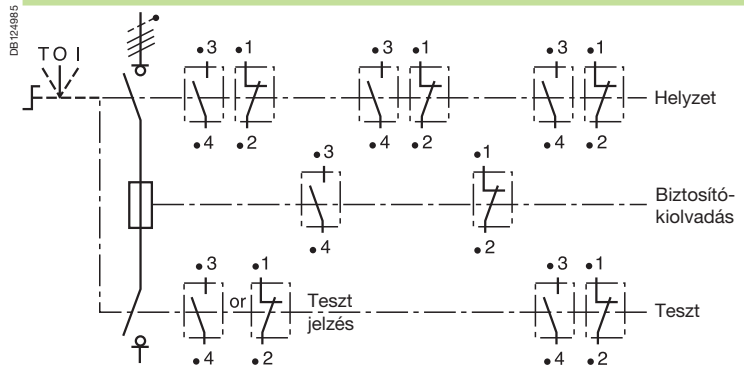 DB124985
T O I
•3 •1 •3 •1 •3 •1
Helyzet
•4 •2 •4 •2 •4 •2
•3 •1
Biztosító-
kiolvadás
•4 •2
•3 •1 •3 •1
or Teszt
jelzés
Teszt
•4 •2 •4 •2